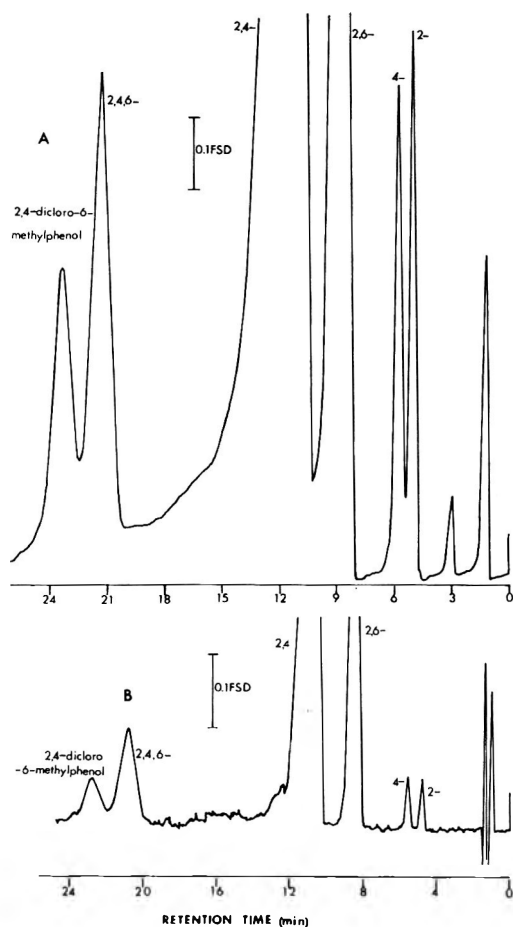 2,4-
2,6-
2-
4-
2,4,6-
A
0.1FSD
2,4-dicloro-6-
methylphenol
24 21 18 15 12 9 6 3 0
2,4
2,6-
0.1FSD
B
2,4-dicloro
-6-methylphenol
2,4,6-
4-
2-
24 20 16 12 8 4 0
RETENTION TIME (min)